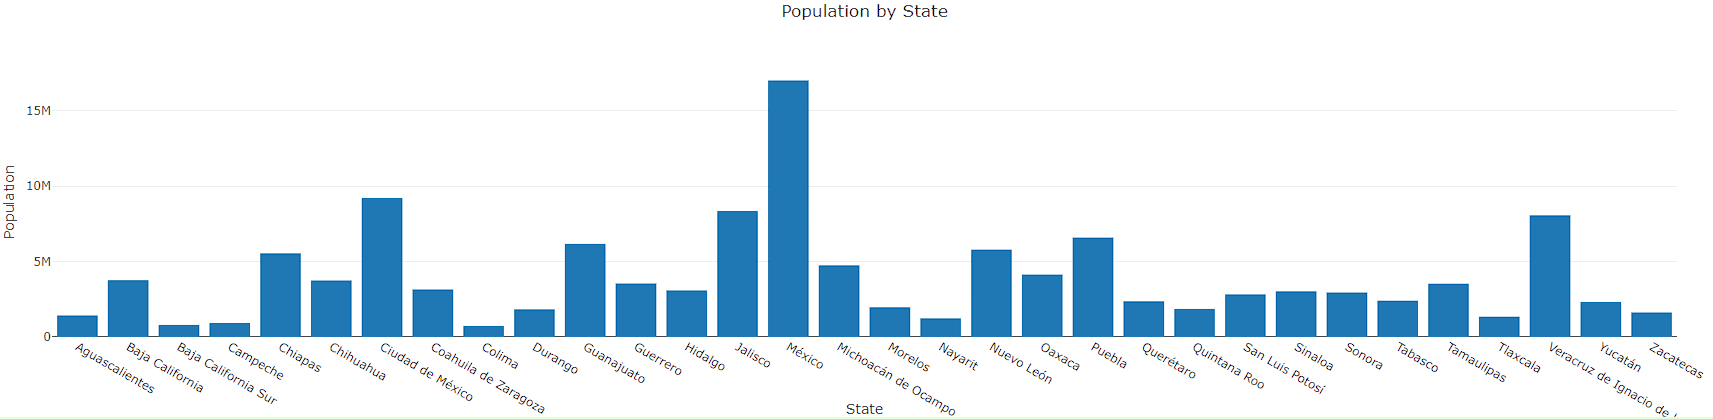 Population by State
Population
15M
10M
5M
0
Aguascalientes
Baja California
Baja California Sur
Campeche
Chiapas
Chihuahua
Ciudad de México
Coahuila de Zaragoza
Colima
Durango
Guanajuato
Guerrero
Hidalgo
Jalisco
México
Michoacán de Ocampo
Morelos
Nayarit
Nuevo León
Oaxaca
Puebla
Querétaro
Quintana Roo
San Luis Potosí
Sinaloa
Sonora
Tabasco
Tamaulipas
Tlaxcala
Veracruz de Ignacio de
Yucatán
Zacatecas
State